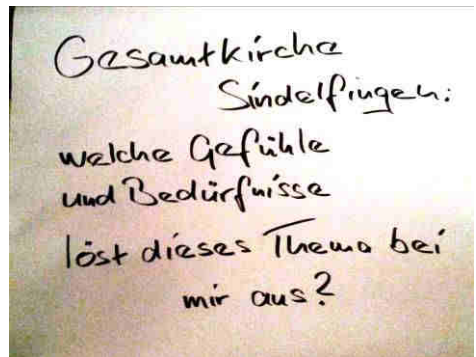 Gesamtkirche
Sindelfingen:
welche Gefühle
und Bedürfnisse
löst dieses Thema bei
mir aus?